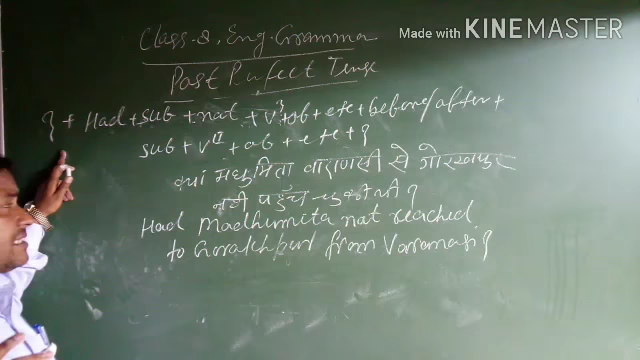 Made with KINEMASTER
Class-8, Eng. Gramma
Past Perfect Tense
? + Had + sub + not + V³ + ob + etc + before/after +
sub + V² + ob + etc + ?
क्या मधुमिता वाराणसी से गोरखपुर
नहीं पहुँच चुकी थी ?
Had Madhumita not reached
to Gorakhpur from Varanasi ?